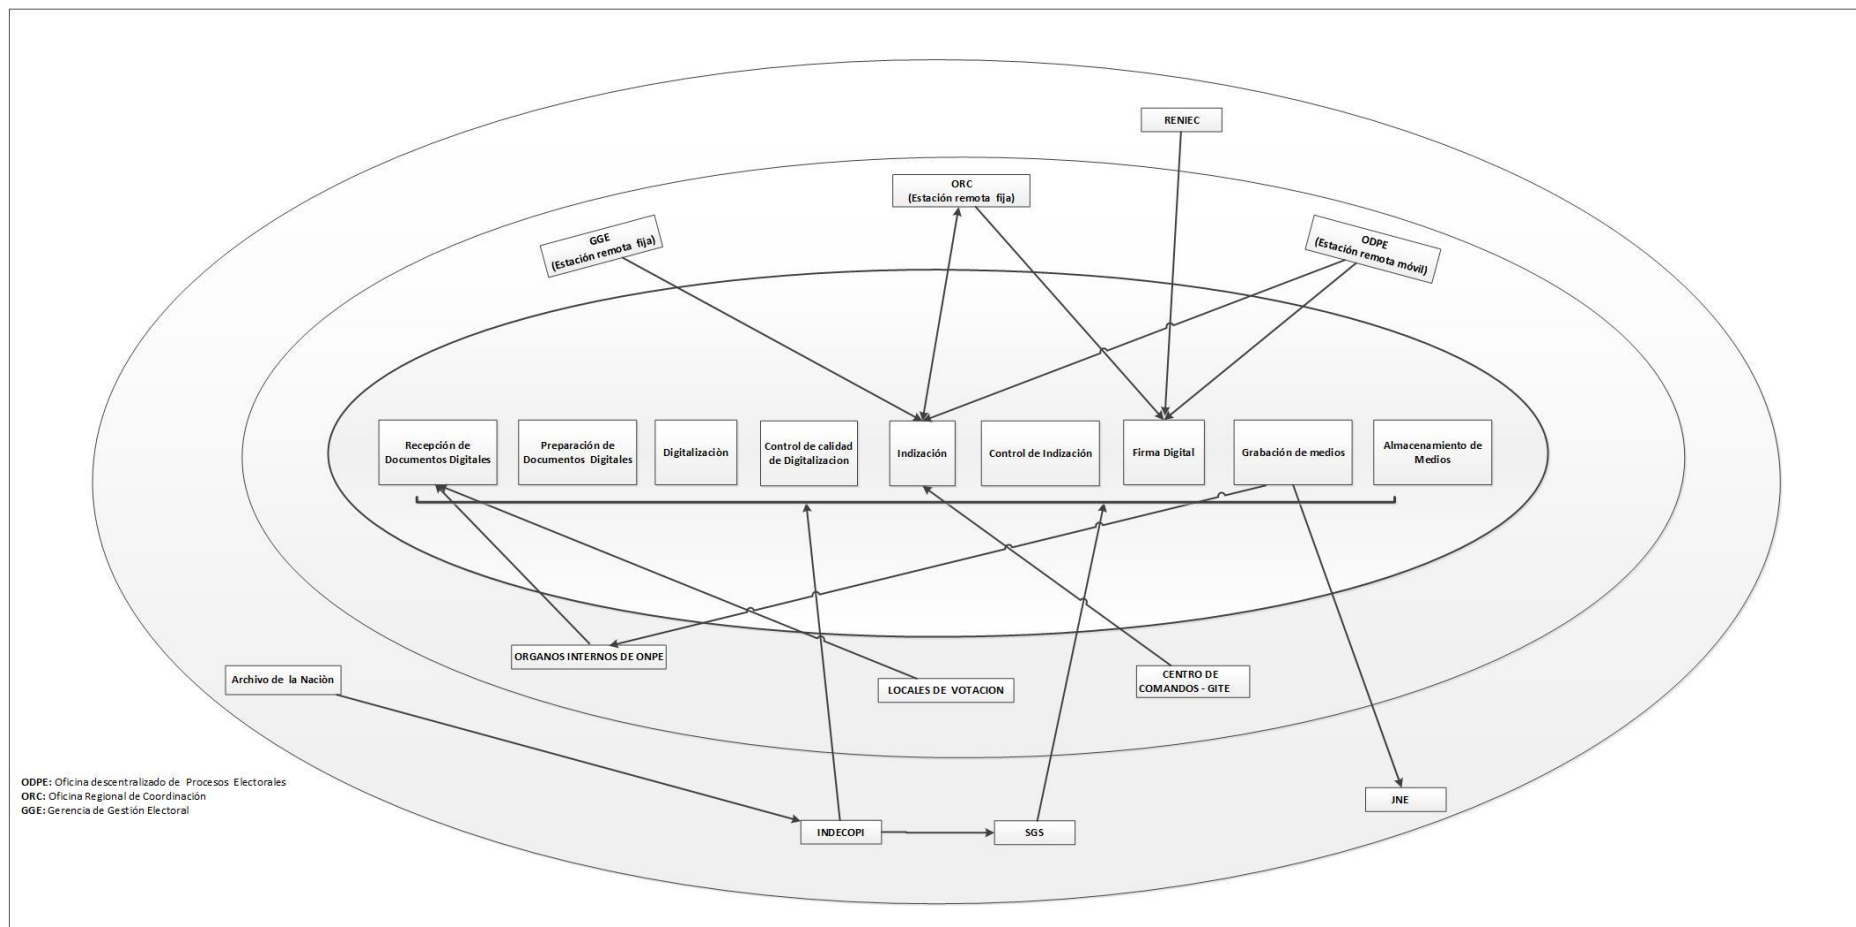 RENIEC
ORC
(Estación remota fija)
GGE
(Estación remota fija)
ODPE
(Estación remota móvil)
Recepción de
Documentos Digitales
Preparación de
Documentos Digitales
Digitalizaciòn
Control de calidad
de Digitalizacion
Indización
Control de Indización
Firma Digital
Grabación de medios
Almacenamiento de
Medios
ORGANOS INTERNOS DE ONPE
Archivo de la Naciòn
LOCALES DE VOTACION
CENTRO DE
COMANDOS - GITE
ODPE: Oficina descentralizado de Procesos Electorales
ORC: Oficina Regional de Coordinación
GGE: Gerencia de Gestión Electoral
JNE
INDECOPI
SGS